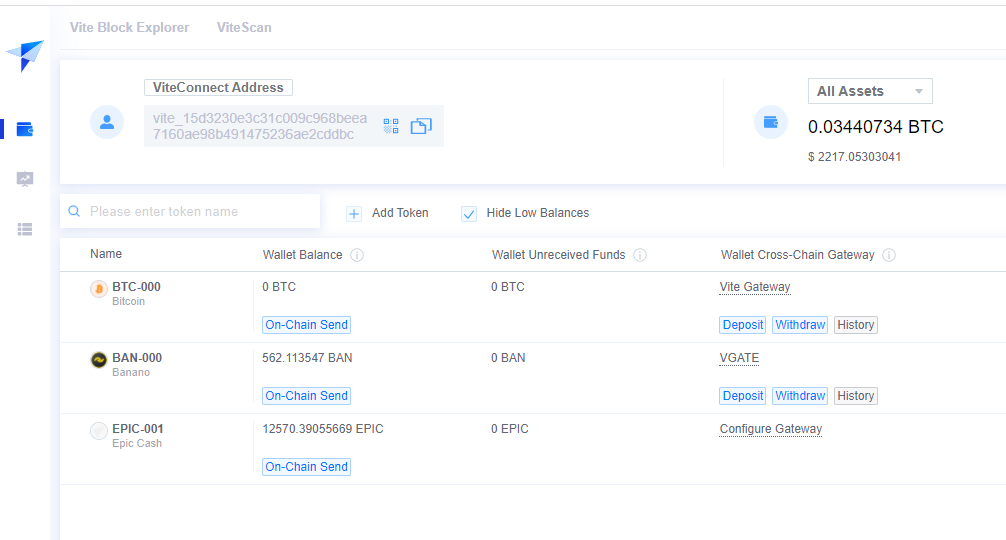 Vite Block Explorer ViteScan
ViteConnect Address
vite_15d3230e3c31c009c968beea
7160ae98b491475236ae2cddbc
All Assets
0.03440734 BTC
$ 2217.05303041
Please enter token name
Add Token
Hide Low Balances
Name Wallet Balance Wallet Unreceived Funds Wallet Cross-Chain Gateway
BTC-000 0 BTC 0 BTC Vite Gateway
Bitcoin
On-Chain Send Deposit Withdraw History
BAN-000 562.113547 BAN 0 BAN VGATE
Banano
On-Chain Send Deposit Withdraw History
EPIC-001 12570.39055669 EPIC 0 EPIC Configure Gateway
Epic Cash
On-Chain Send